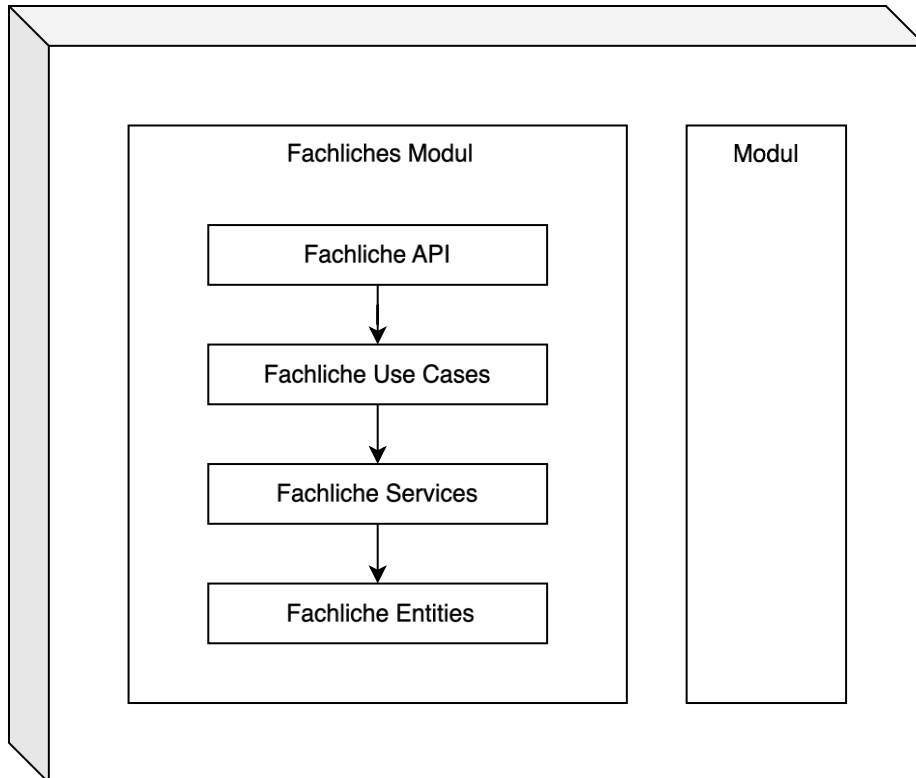 Fachliches Modul
Modul
Fachliche API
Fachliche Use Cases
Fachliche Services
Fachliche Entities